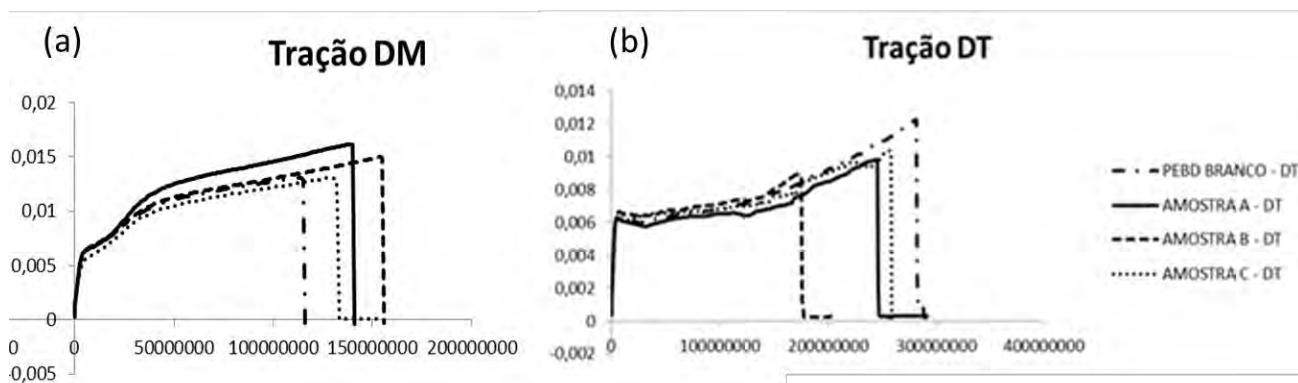 (a)
Tração DM
0,02
0,015
0,01
0,005
0
-0,005
0 0 50000000 100000000 150000000 200000000
(b)
Tração DT
0,014
0,012
0,01
0,008
0,006
0,004
0,002
0
-0,002
0 100000000 200000000 300000000 400000000
PEBD BRANCO - DT
AMOSTRA A - DT
AMOSTRA B - DT
AMOSTRA C - DT